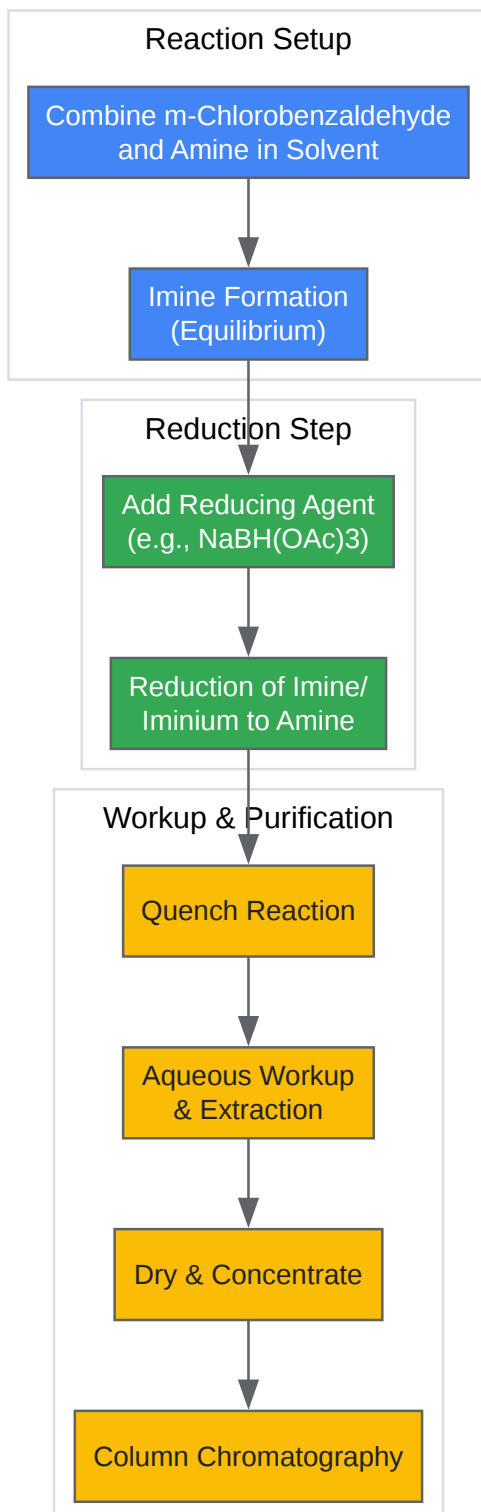 Reaction Setup
Combine m-Chlorobenzaldehyde
and Amine in Solvent
Imine Formation
(Equilibrium)
Reduction Step
Add Reducing Agent
(e.g., NaBH(OAc)3)
Reduction of Imine/
Iminium to Amine
Workup & Purification
Quench Reaction
Aqueous Workup
& Extraction
Dry & Concentrate
Column Chromatography